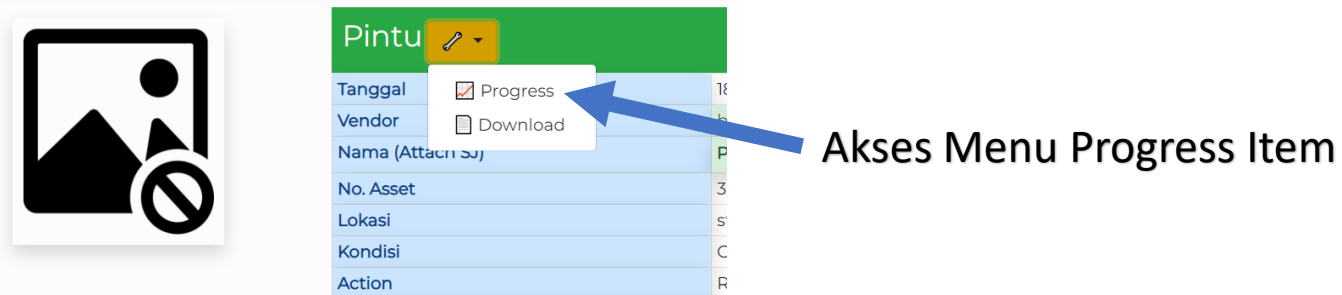 Pintu
Progress
Download
Tanggal
Vendor
Nama (Attach SJ)
No. Asset
Lokasi
Kondisi
Action
Akses Menu Progress Item